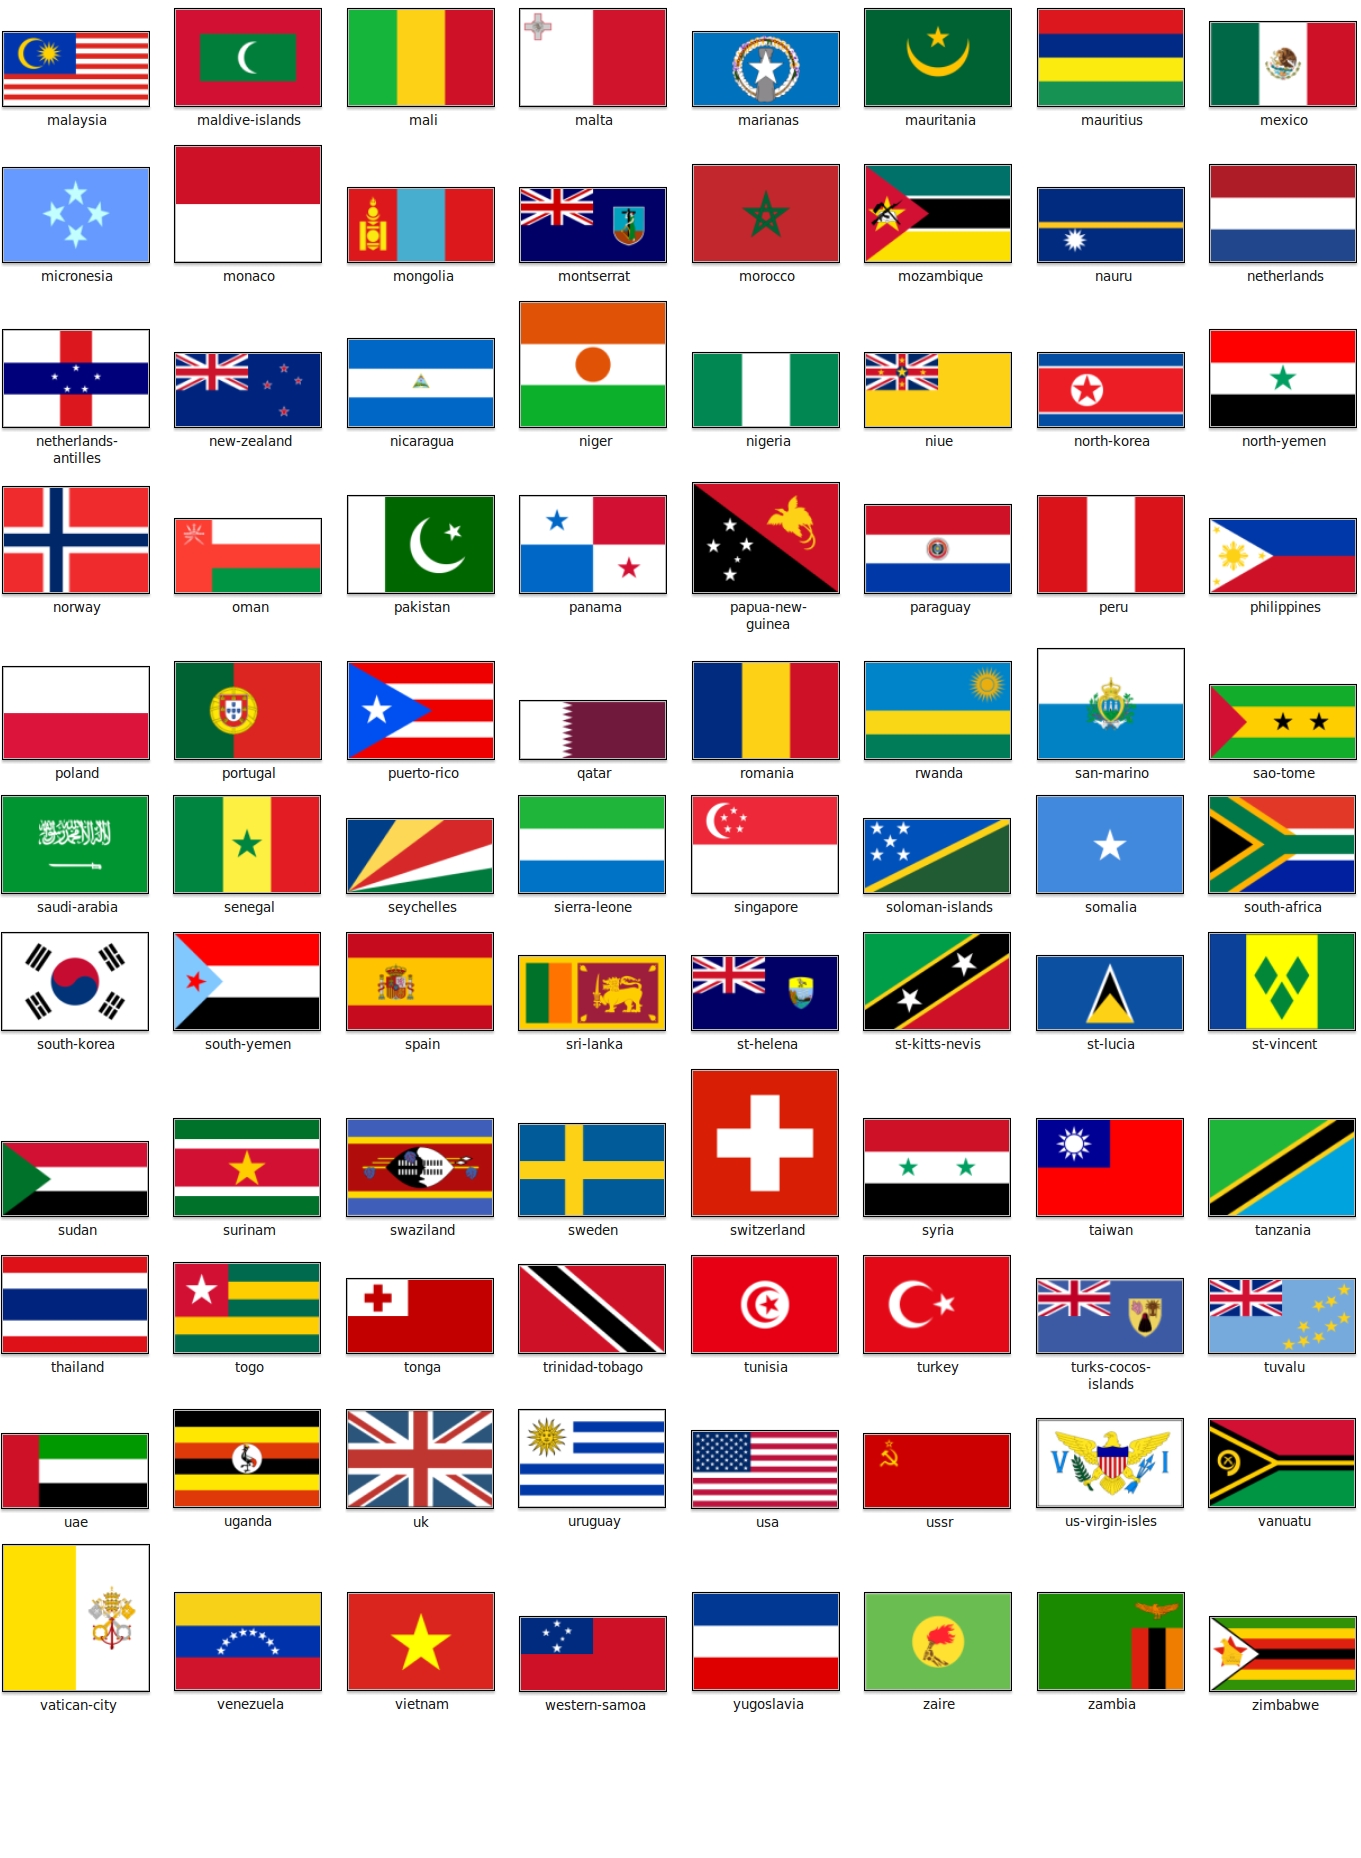 malaysia
maldive-islands
mali
malta
marianas
mauritania
mauritius
mexico
micronesia
monaco
mongolia
montserrat
morocco
mozambique
nauru
netherlands
netherlands-
antilles
new-zealand
nicaragua
niger
nigeria
niue
north-korea
north-yemen
norway
oman
pakistan
panama
papua-new-
guinea
paraguay
peru
philippines
poland
portugal
puerto-rico
qatar
romania
rwanda
san-marino
sao-tome
saudi-arabia
senegal
seychelles
sierra-leone
singapore
soloman-islands
somalia
south-africa
south-korea
south-yemen
spain
sri-lanka
st-helena
st-kitts-nevis
st-lucia
st-vincent
sudan
surinam
swaziland
sweden
switzerland
syria
taiwan
tanzania
thailand
togo
tonga
trinidad-tobago
tunisia
turkey
turks-cocos-
islands
tuvalu
uae
uganda
uk
uruguay
usa
ussr
V I
us-virgin-isles
vanuatu
vatican-city
venezuela
vietnam
western-samoa
yugoslavia
zaire
zambia
zimbabwe